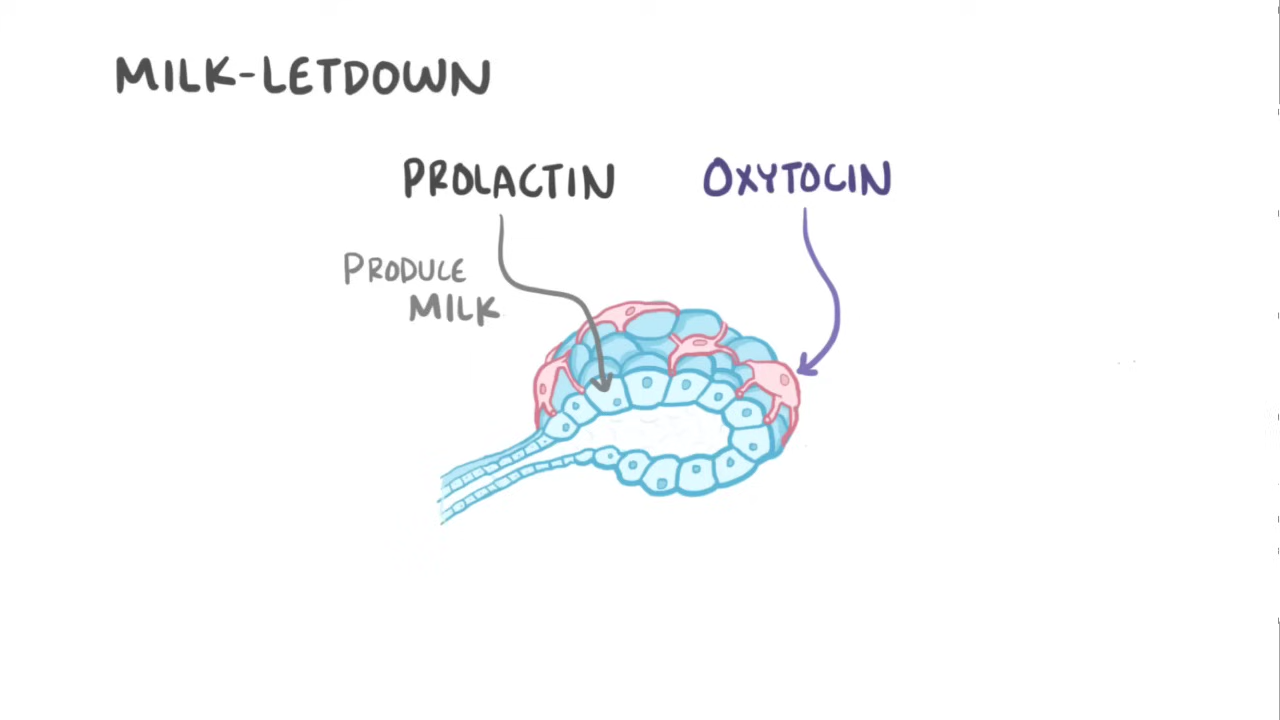 MILK-LETDOWN
PROLACTIN
OXYTOCIN
PRODUCE
MILK